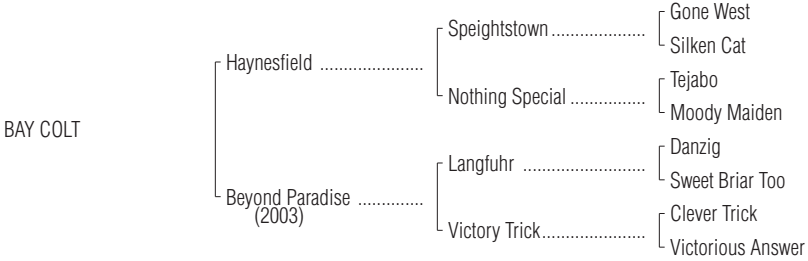 Gone West
Speightstown ....................
Silken Cat
Haynesfield ......................
Tejabo
Nothing Special ................
Moody Maiden
BAY COLT
Danzig
Langfuhr ..........................
Sweet Briar Too
Beyond Paradise ..............
(2003)
Clever Trick
Victory Trick......................
Victorious Answer